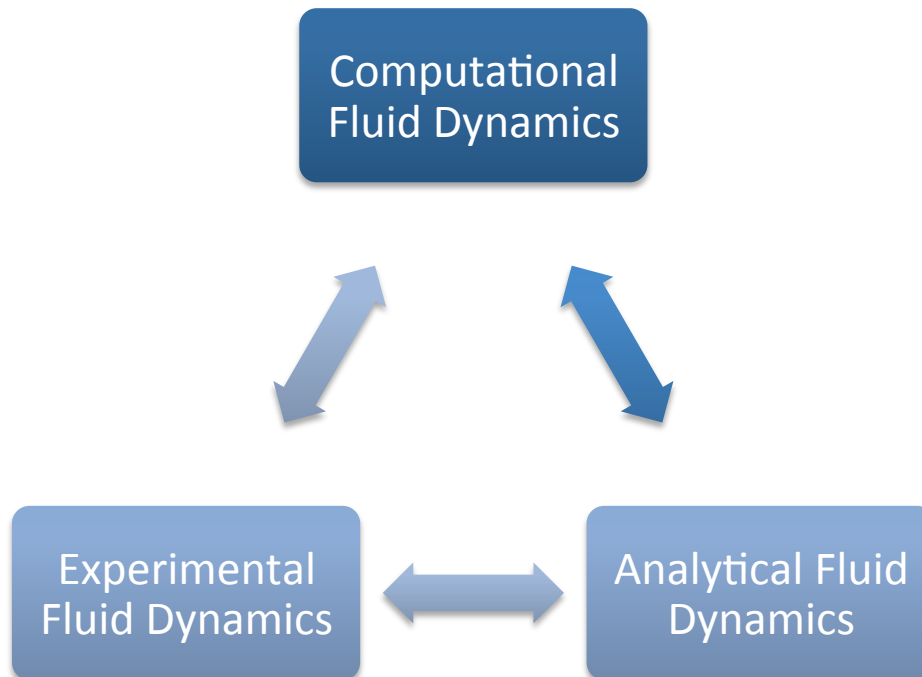 Computational
Fluid Dynamics
Experimental
Fluid Dynamics
Analytical Fluid
Dynamics